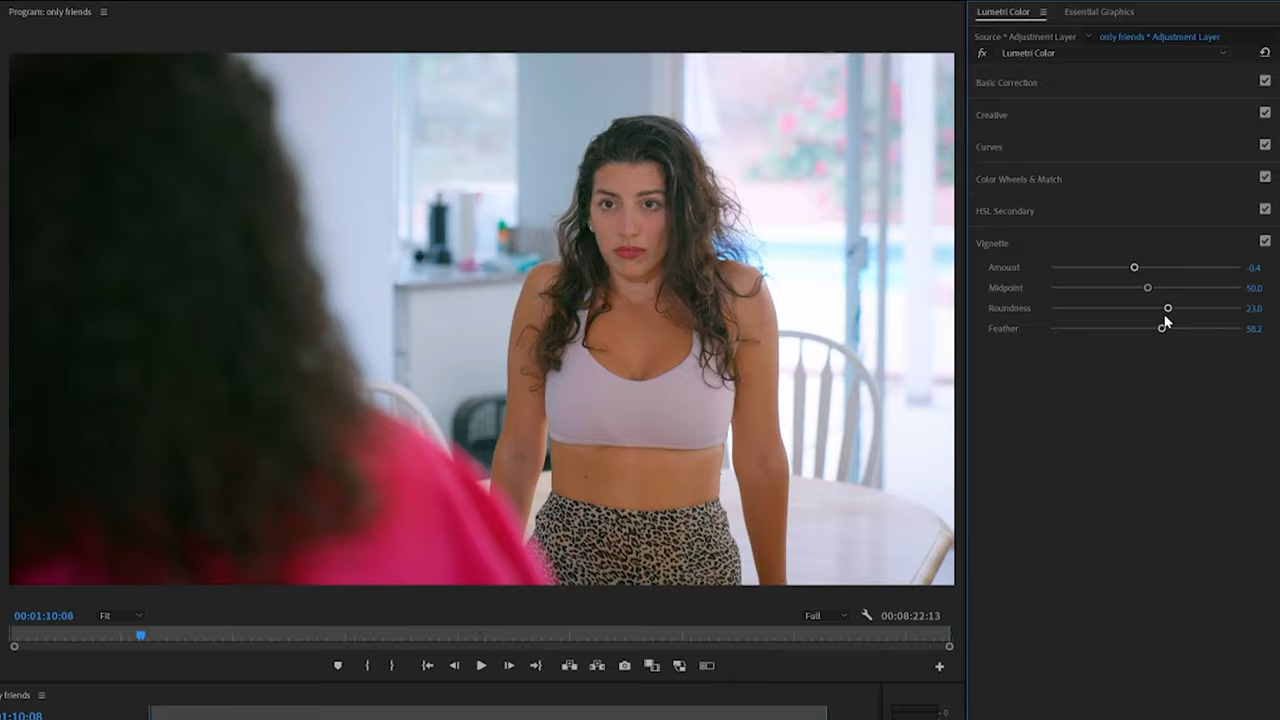 Program: only friends
Lumetri Color
Essential Graphics
Source * Adjustment Layer
only friends * Adjustment Layer
fx
Lumetri Color
Basic Correction
Creative
Curves
Color Wheels & Match
HSL Secondary
Vignette
Amount
-0.4
Midpoint
50.0
Roundness
23.0
Feather
58.2
00:01:10:08
Fit
Full
00:08:22:13
y friends
:01:10:08
0